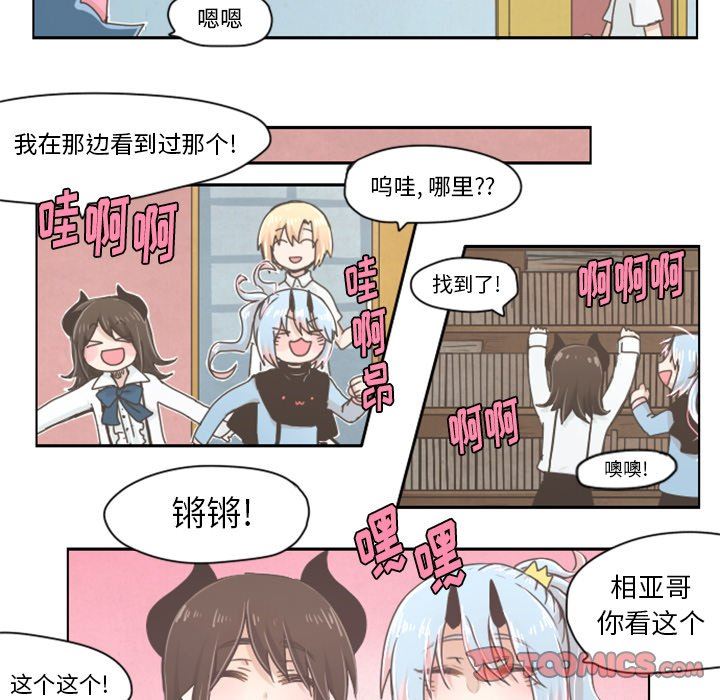 嗯嗯
我在那边看到过那个!
呜哇, 哪里??
哇啊啊
哇啊昂
找到了!
啊啊啊
啊啊
噢噢!
锵锵!
嘿嘿
相亚哥
你看这个
这个这个!
TOOMICS.COM